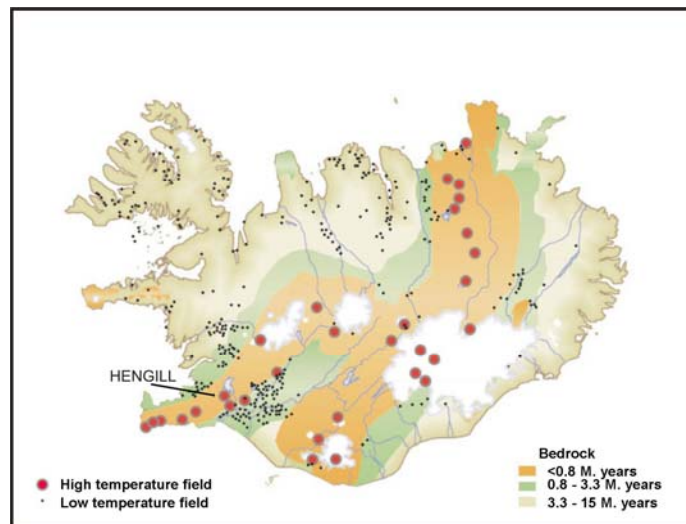 HENGILL
High temperature field
Low temperature field
Bedrock
<0.8 M. years
0.8 - 3.3 M. years
3.3 - 15 M. years